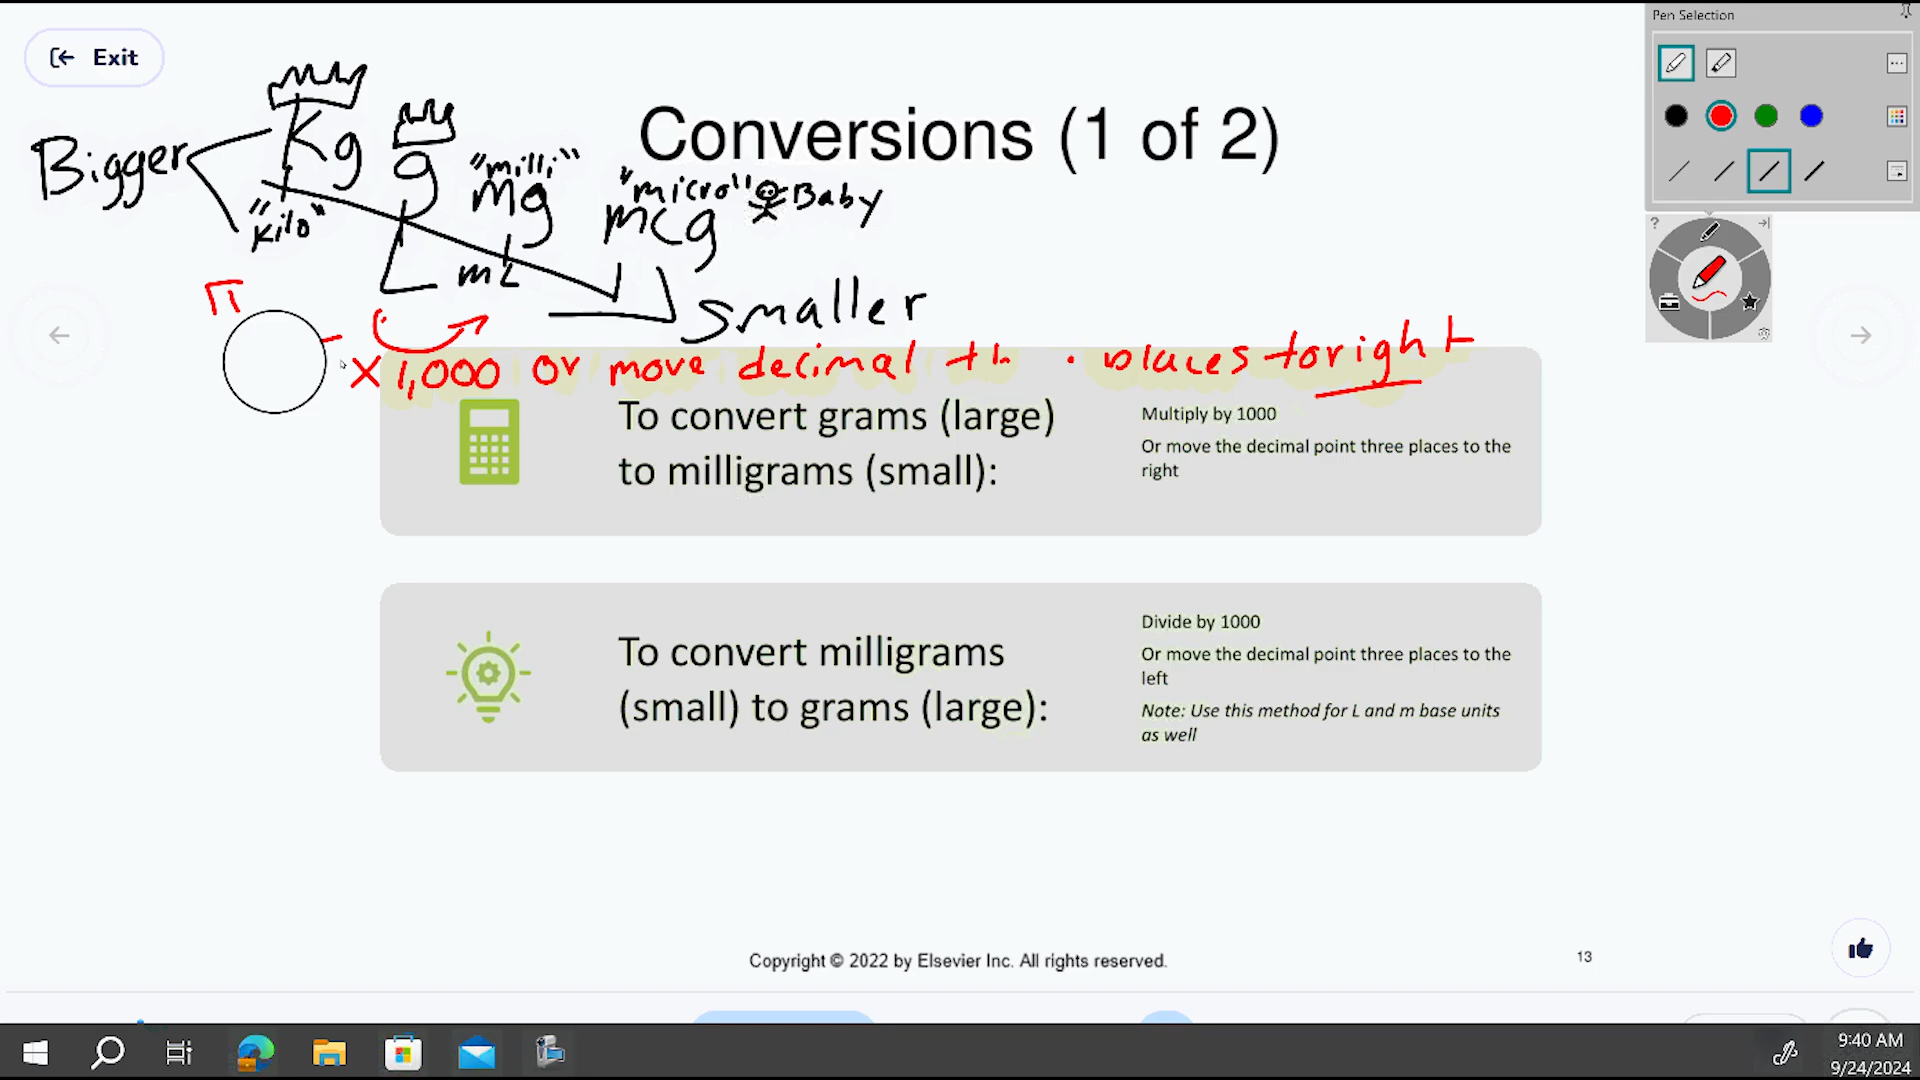 Pen Selection
Exit
Conversions (1 of 2)
Bigger
Kg g mg mcg
"milli" "micro" Baby
"kilo"
L mL
smaller
x 1,000 or move decimal places to right
To convert grams (large)
to milligrams (small):
Multiply by 1000
Or move the decimal point three places to the
right
To convert milligrams
(small) to grams (large):
Divide by 1000
Or move the decimal point three places to the
left
Note: Use this method for L and m base units
as well
Copyright © 2022 by Elsevier Inc. All rights reserved.
13
9:40 AM
9/24/2024